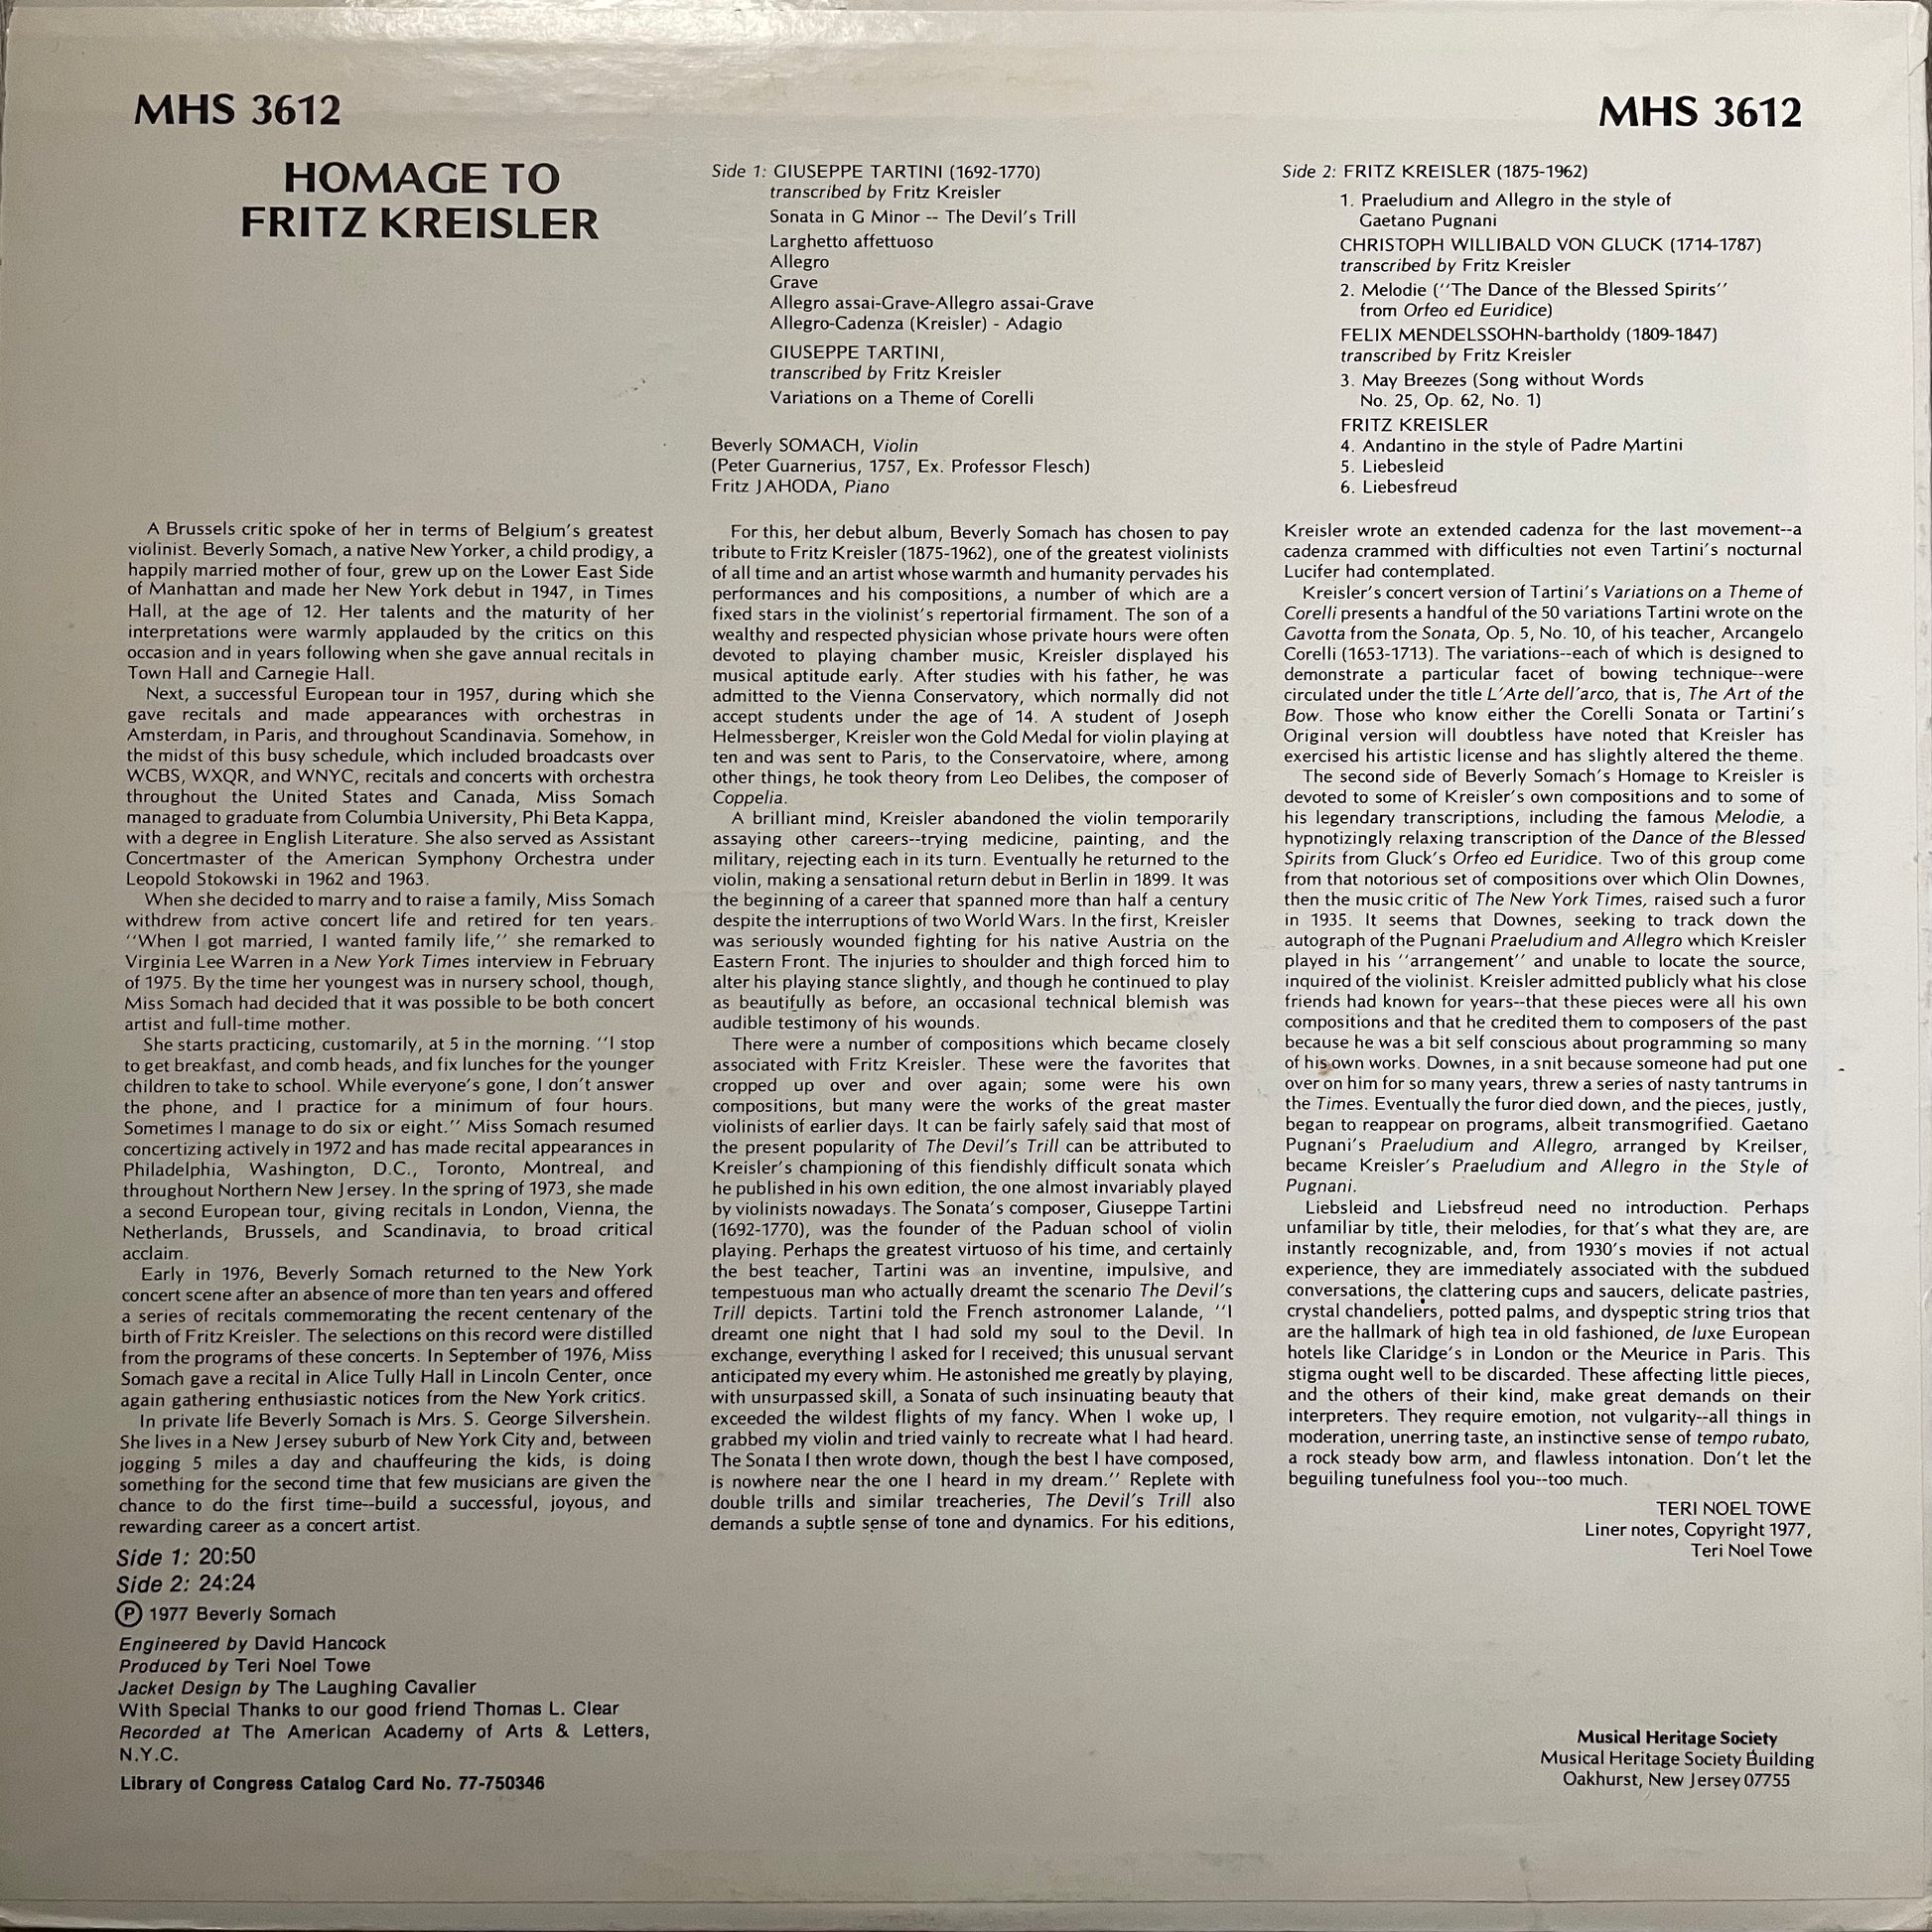 MHS 3612
MHS 3612
HOMAGE TO
FRITZ KREISLER
Side 1: GIUSEPPE TARTINI (1692-1770)
transcribed by Fritz Kreisler
Sonata in G Minor -- The Devil's Trill
Larghetto affettuoso
Allegro
Grave
Allegro assai-Grave-Allegro assai-Grave
Allegro-Cadenza (Kreisler) - Adagio
GIUSEPPE TARTINI,
transcribed by Fritz Kreisler
Variations on a Theme of Corelli
Beverly SOMACH, Violin
(Peter Guarnerius, 1757, Ex. Professor Flesch)
Fritz JAHODA, Piano
Side 2: FRITZ KREISLER (1875-1962)
1. Praeludium and Allegro in the style of
Gaetano Pugnani
CHRISTOPH WILLIBALD VON GLUCK (1714-1787)
transcribed by Fritz Kreisler
2. Melodie (''The Dance of the Blessed Spirits''
from Orfeo ed Euridice)
FELIX MENDELSSOHN-bartholdy (1809-1847)
transcribed by Fritz Kreisler
3. May Breezes (Song without Words
No. 25, Op. 62, No. 1)
FRITZ KREISLER
4. Andantino in the style of Padre Martini
5. Liebesleid
6. Liebesfreud
A Brussels critic spoke of her in terms of Belgium's greatest
violinist. Beverly Somach, a native New Yorker, a child prodigy, a
happily married mother of four, grew up on the Lower East Side
of Manhattan and made her New York debut in 1947, in Times
Hall, at the age of 12. Her talents and the maturity of her
interpretations were warmly applauded by the critics on this
occasion and in years following when she gave annual recitals in
Town Hall and Carnegie Hall.
Next, a successful European tour in 1957, during which she
gave recitals and made appearances with orchestras in
Amsterdam, in Paris, and throughout Scandinavia. Somehow, in
the midst of this busy schedule, which included broadcasts over
WCBS, WXQR, and WNYC, recitals and concerts with orchestra
throughout the United States and Canada, Miss Somach
managed to graduate from Columbia University, Phi Beta Kappa,
with a degree in English Literature. She also served as Assistant
Concertmaster of the American Symphony Orchestra under
Leopold Stokowski in 1962 and 1963.
When she decided to marry and to raise a family, Miss Somach
withdrew from active concert life and retired for ten years.
''When I got married, I wanted family life,'' she remarked to
Virginia Lee Warren in a New York Times interview in February
of 1975. By the time her youngest was in nursery school, though,
Miss Somach had decided that it was possible to be both concert
artist and full-time mother.
She starts practicing, customarily, at 5 in the morning. ''I stop
to get breakfast, and comb heads, and fix lunches for the younger
children to take to school. While everyone's gone, I don't answer
the phone, and I practice for a minimum of four hours.
Sometimes I manage to do six or eight.'' Miss Somach resumed
concertizing actively in 1972 and has made recital appearances in
Philadelphia, Washington, D.C., Toronto, Montreal, and
throughout Northern New Jersey. In the spring of 1973, she made
a second European tour, giving recitals in London, Vienna, the
Netherlands, Brussels, and Scandinavia, to broad critical
acclaim.
Early in 1976, Beverly Somach returned to the New York
concert scene after an absence of more than ten years and offered
a series of recitals commemorating the recent centenary of the
birth of Fritz Kreisler. The selections on this record were distilled
from the programs of these concerts. In September of 1976, Miss
Somach gave a recital in Alice Tully Hall in Lincoln Center, once
again gathering enthusiastic notices from the New York critics.
In private life Beverly Somach is Mrs. S. George Silvershein.
She lives in a New Jersey suburb of New York City and, between
jogging 5 miles a day and chauffeuring the kids, is doing
something for the second time that few musicians are given the
chance to do the first time--build a successful, joyous, and
rewarding career as a concert artist.
Side 1: 20:50
Side 2: 24:24
Ⓟ 1977 Beverly Somach
Engineered by David Hancock
Produced by Teri Noel Towe
Jacket Design by The Laughing Cavalier
With Special Thanks to our good friend Thomas L. Clear
Recorded at The American Academy of Arts & Letters,
N.Y.C.
Library of Congress Catalog Card No. 77-750346
For this, her debut album, Beverly Somach has chosen to pay
tribute to Fritz Kreisler (1875-1962), one of the greatest violinists
of all time and an artist whose warmth and humanity pervades his
performances and his compositions, a number of which are a
fixed stars in the violinist's repertorial firmament. The son of a
wealthy and respected physician whose private hours were often
devoted to playing chamber music, Kreisler displayed his
musical aptitude early. After studies with his father, he was
admitted to the Vienna Conservatory, which normally did not
accept students under the age of 14. A student of Joseph
Helmessberger, Kreisler won the Gold Medal for violin playing at
ten and was sent to Paris, to the Conservatoire, where, among
other things, he took theory from Leo Delibes, the composer of
Coppelia.
A brilliant mind, Kreisler abandoned the violin temporarily
assaying other careers--trying medicine, painting, and the
military, rejecting each in its turn. Eventually he returned to the
violin, making a sensational return debut in Berlin in 1899. It was
the beginning of a career that spanned more than half a century
despite the interruptions of two World Wars. In the first, Kreisler
was seriously wounded fighting for his native Austria on the
Eastern Front. The injuries to shoulder and thigh forced him to
alter his playing stance slightly, and though he continued to play
as beautifully as before, an occasional technical blemish was
audible testimony of his wounds.
There were a number of compositions which became closely
associated with Fritz Kreisler. These were the favorites that
cropped up over and over again; some were his own
compositions, but many were the works of the great master
violinists of earlier days. It can be fairly safely said that most of
the present popularity of The Devil's Trill can be attributed to
Kreisler's championing of this fiendishly difficult sonata which
he published in his own edition, the one almost invariably played
by violinists nowadays. The Sonata's composer, Giuseppe Tartini
(1692-1770), was the founder of the Paduan school of violin
playing. Perhaps the greatest virtuoso of his time, and certainly
the best teacher, Tartini was an inventine, impulsive, and
tempestuous man who actually dreamt the scenario The Devil's
Trill depicts. Tartini told the French astronomer Lalande, ''I
dreamt one night that I had sold my soul to the Devil. In
exchange, everything I asked for I received; this unusual servant
anticipated my every whim. He astonished me greatly by playing,
with unsurpassed skill, a Sonata of such insinuating beauty that
exceeded the wildest flights of my fancy. When I woke up, I
grabbed my violin and tried vainly to recreate what I had heard.
The Sonata I then wrote down, though the best I have composed,
is nowhere near the one I heard in my dream.'' Replete with
double trills and similar treacheries, The Devil's Trill also
demands a subtle sense of tone and dynamics. For his editions,
Kreisler wrote an extended cadenza for the last movement--a
cadenza crammed with difficulties not even Tartini's nocturnal
Lucifer had contemplated.
Kreisler's concert version of Tartini's Variations on a Theme of
Corelli presents a handful of the 50 variations Tartini wrote on the
Gavotta from the Sonata, Op. 5, No. 10, of his teacher, Arcangelo
Corelli (1653-1713). The variations--each of which is designed to
demonstrate a particular facet of bowing technique--were
circulated under the title L'Arte dell'arco, that is, The Art of the
Bow. Those who know either the Corelli Sonata or Tartini's
Original version will doubtless have noted that Kreisler has
exercised his artistic license and has slightly altered the theme.
The second side of Beverly Somach's Homage to Kreisler is
devoted to some of Kreisler's own compositions and to some of
his legendary transcriptions, including the famous Melodie, a
hypnotizingly relaxing transcription of the Dance of the Blessed
Spirits from Gluck's Orfeo ed Euridice. Two of this group come
from that notorious set of compositions over which Olin Downes,
then the music critic of The New York Times, raised such a furor
in 1935. It seems that Downes, seeking to track down the
autograph of the Pugnani Praeludium and Allegro which Kreisler
played in his ''arrangement'' and unable to locate the source,
inquired of the violinist. Kreisler admitted publicly what his close
friends had known for years--that these pieces were all his own
compositions and that he credited them to composers of the past
because he was a bit self conscious about programming so many
of his own works. Downes, in a snit because someone had put one
over on him for so many years, threw a series of nasty tantrums in
the Times. Eventually the furor died down, and the pieces, justly,
began to reappear on programs, albeit transmogrified. Gaetano
Pugnani's Praeludium and Allegro, arranged by Kreilser,
became Kreisler's Praeludium and Allegro in the Style of
Pugnani.
Liebsleid and Liebsfreud need no introduction. Perhaps
unfamiliar by title, their melodies, for that's what they are, are
instantly recognizable, and, from 1930's movies if not actual
experience, they are immediately associated with the subdued
conversations, the clattering cups and saucers, delicate pastries,
crystal chandeliers, potted palms, and dyspeptic string trios that
are the hallmark of high tea in old fashioned, de luxe European
hotels like Claridge's in London or the Meurice in Paris. This
stigma ought well to be discarded. These affecting little pieces,
and the others of their kind, make great demands on their
interpreters. They require emotion, not vulgarity--all things in
moderation, unerring taste, an instinctive sense of tempo rubato,
a rock steady bow arm, and flawless intonation. Don't let the
beguiling tunefulness fool you--too much.
TERI NOEL TOWE
Liner notes, Copyright 1977,
Teri Noel Towe
Musical Heritage Society
Musical Heritage Society Building
Oakhurst, New Jersey 07755